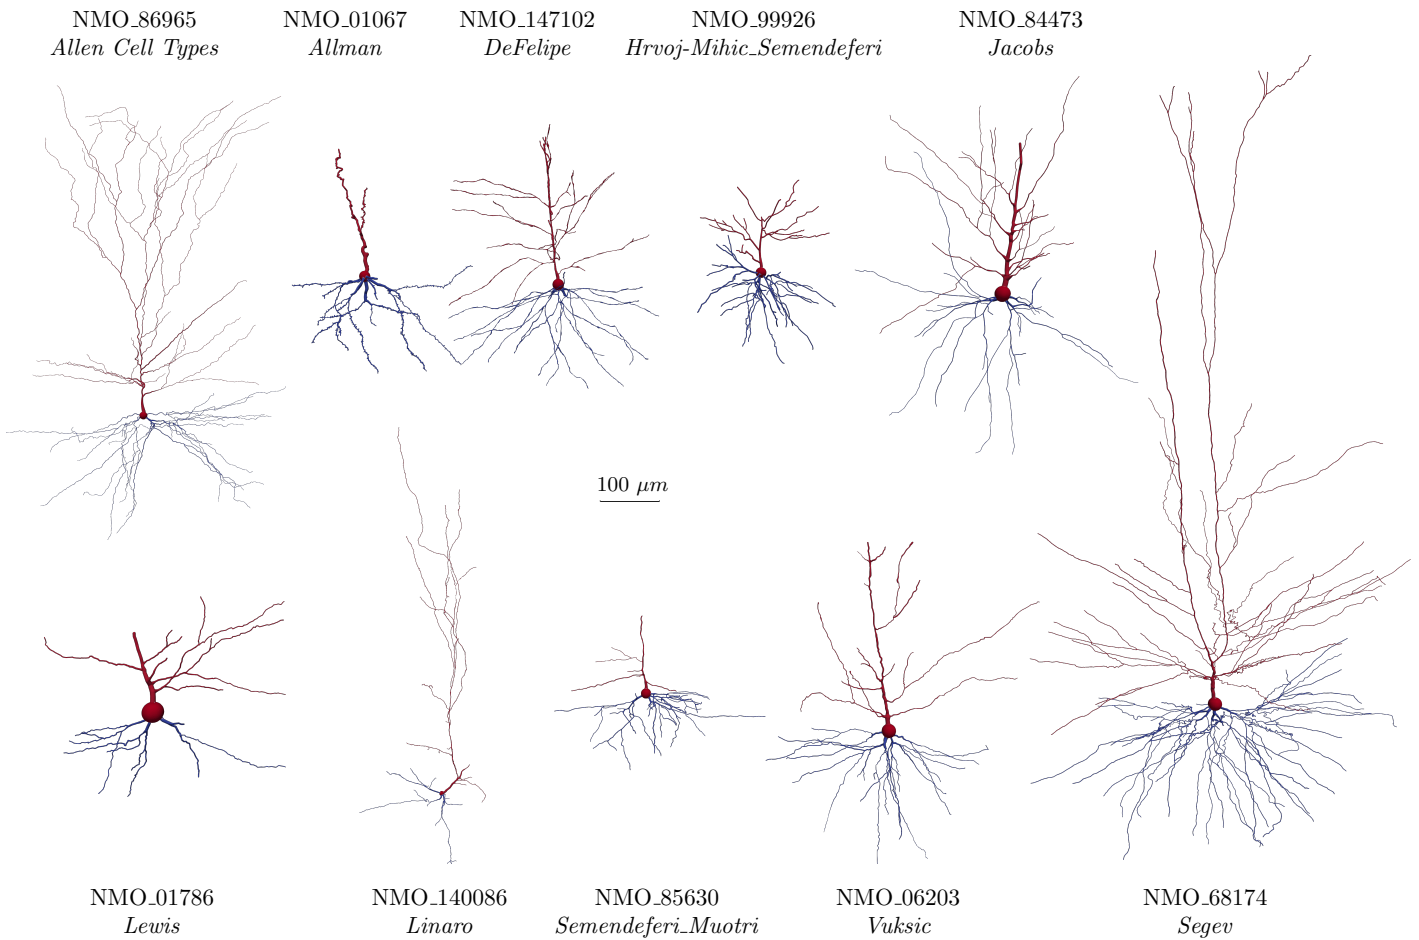 NMO_86965
Allen Cell Types
NMO_01067
Allman
NMO_147102
DeFelipe
NMO_99926
Hrvoj-Mihic_Semendeferi
NMO_84473
Jacobs
100 μm
NMO_01786
Lewis
NMO_140086
Linaro
NMO_85630
Semendeferi_Muotri
NMO_06203
Vuksic
NMO_68174
Segev